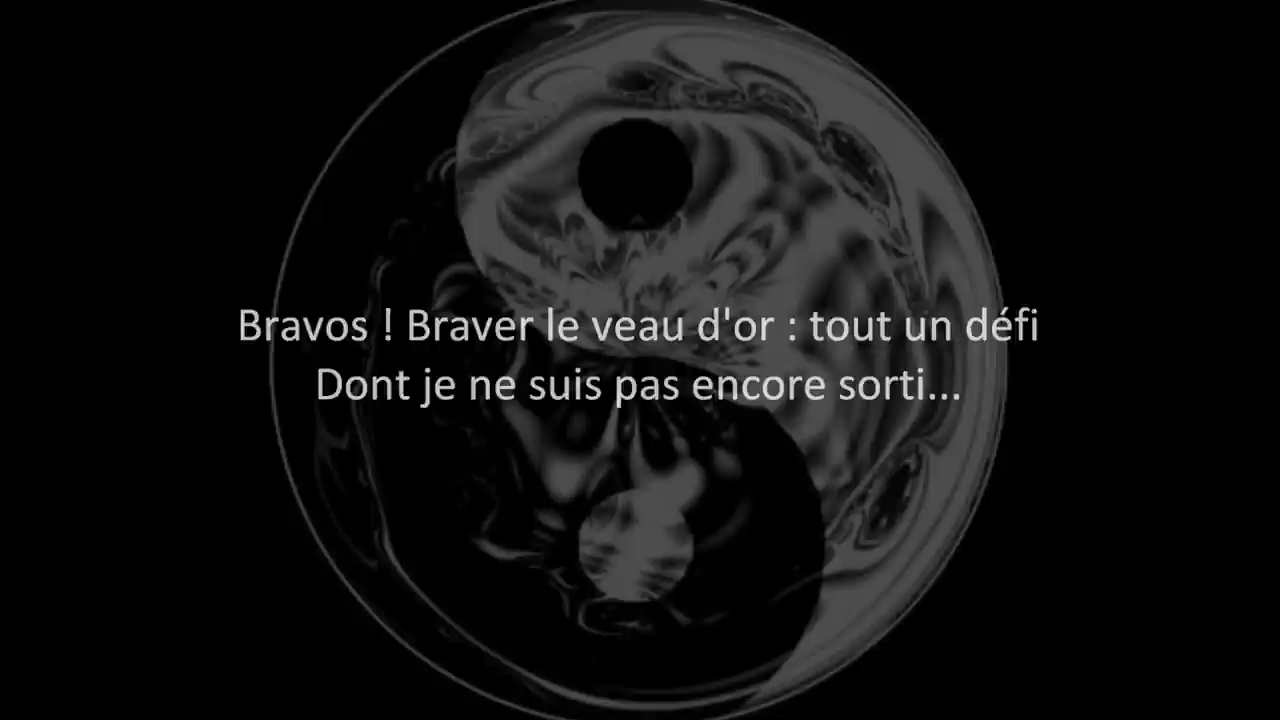 Bravos ! Braver le veau d'or : tout un défi
Dont je ne suis pas encore sorti...